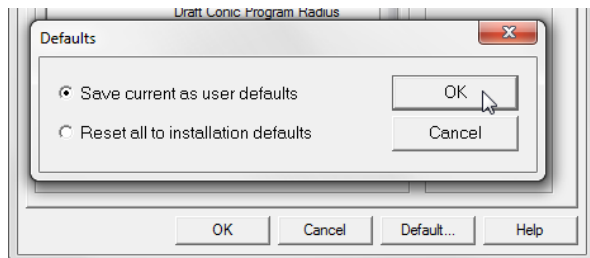 Draft Conic Program Radius
Defaults
Save current as user defaults
OK
Reset all to installation defaults
Cancel
OK Cancel Default... Help